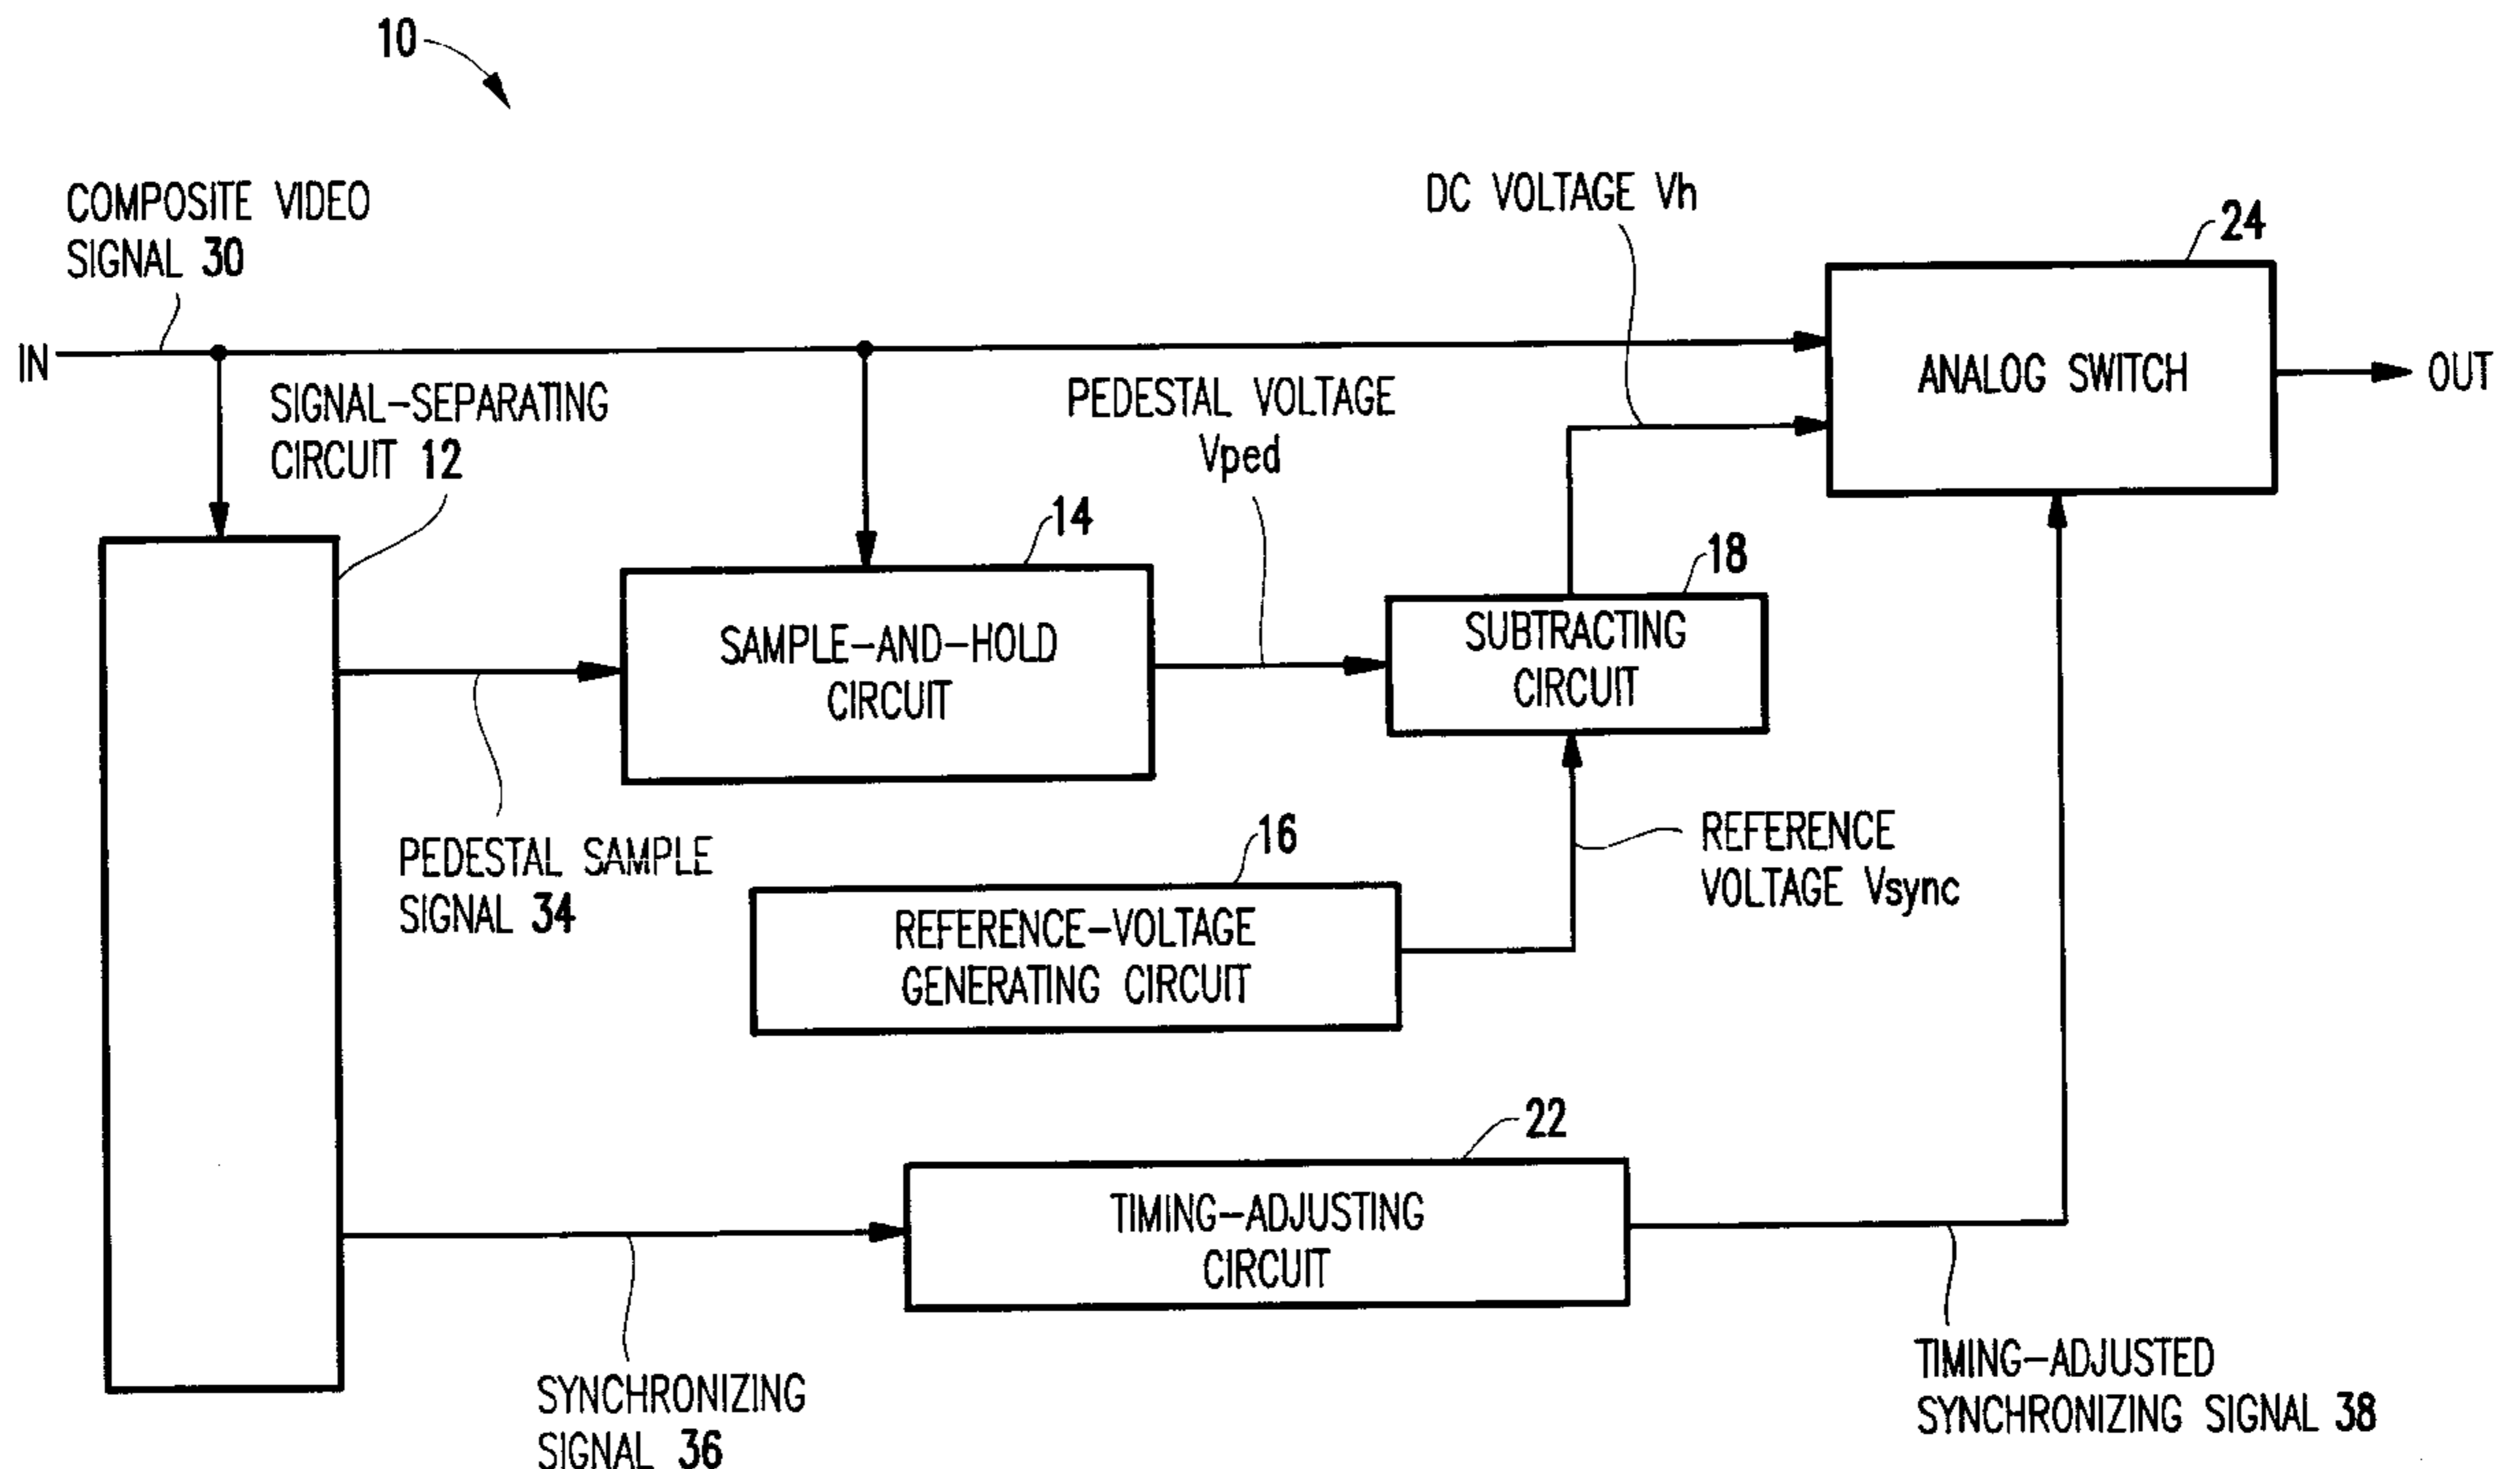 10
COMPOSITE VIDEO
SIGNAL 30
DC VOLTAGE Vh
24
IN
SIGNAL-SEPARATING
CIRCUIT 12
PEDESTAL VOLTAGE
Vped
ANALOG SWITCH
OUT
14
18
SAMPLE-AND-HOLD
CIRCUIT
SUBTRACTING
CIRCUIT
PEDESTAL SAMPLE
SIGNAL 34
16
REFERENCE
VOLTAGE Vsync
REFERENCE-VOLTAGE
GENERATING CIRCUIT
22
TIMING-ADJUSTING
CIRCUIT
SYNCHRONIZING
SIGNAL 36
TIMING-ADJUSTED
SYNCHRONIZING SIGNAL 38